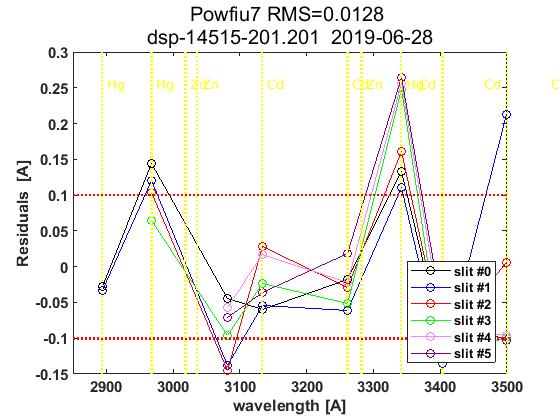 Powfiu7 RMS=0.0128
dsp-14515-201.201 2019-06-28
Hg Hg Zn Zn Cd Cd Zn Hg Cd Cd C
0.3
0.25
0.2
0.15
0.1
0.05
0
-0.05
-0.1
-0.15
Residuals [A]
slit #0
slit #1
slit #2
slit #3
slit #4
slit #5
2900 3000 3100 3200 3300 3400 3500
wavelength [A]